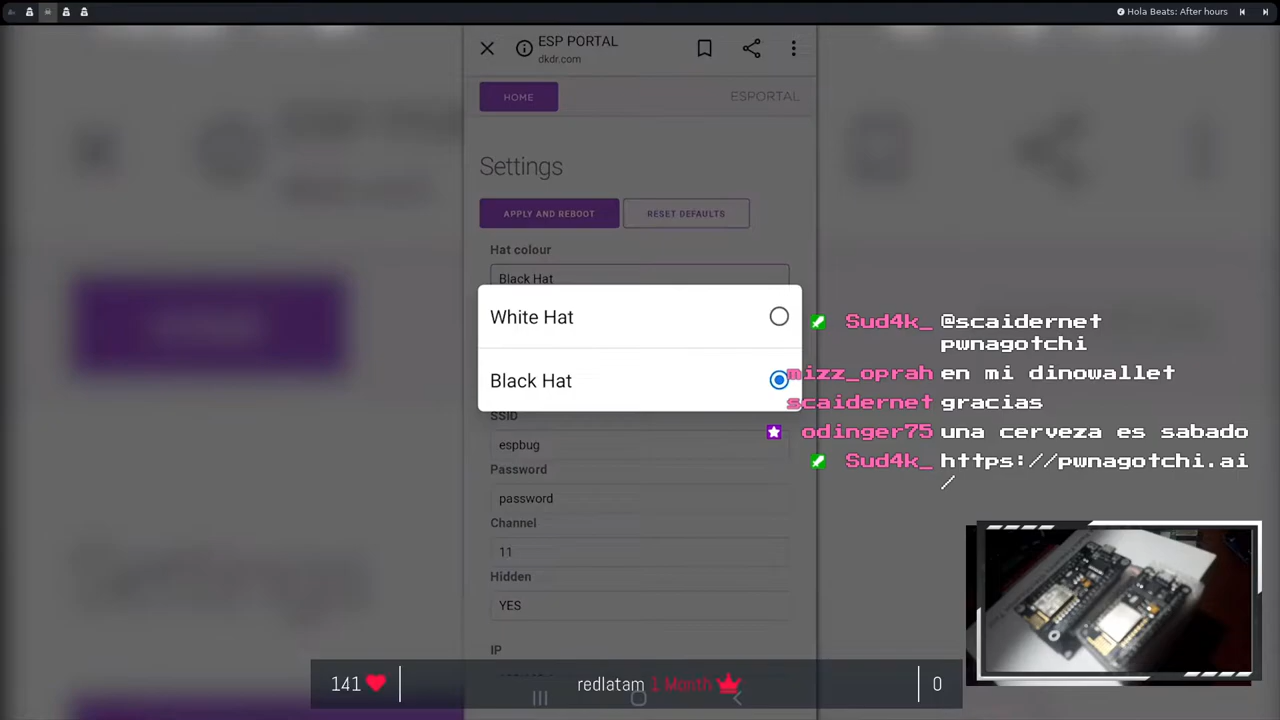 Hola Beats: After hours
ESP PORTAL
dkdr.com
HOME
ESPORTAL
Settings
APPLY AND REBOOT
RESET DEFAULTS
Hat colour
Black Hat
White Hat
Black Hat
SSID
espbug
Password
password
Channel
11
Hidden
YES
IP
Sud4k_ @scaidernet
pwnagotchi
mizz_oprah en mi dinowallet
scaidernet gracias
odinger75 una cerveza es sabado
Sud4k_ https://pwnagotchi.ai
/
141
redlatam 1 Month
0